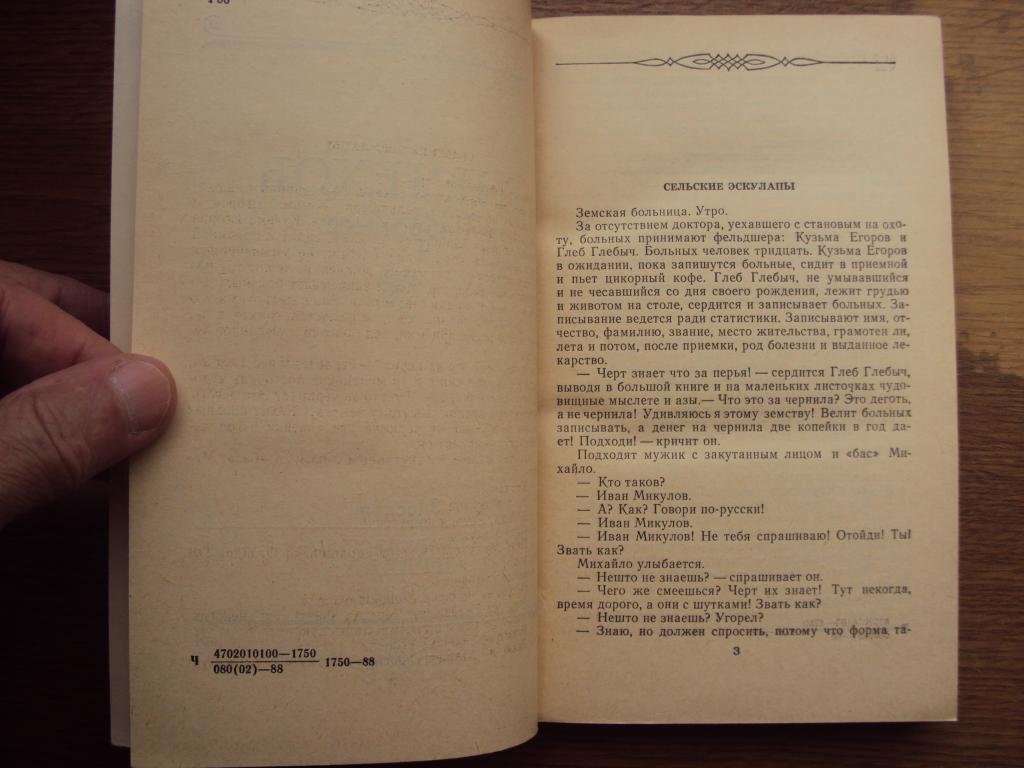 Ч 4702010100—1750
080(02)—88 1750—88
СЕЛЬСКИЕ ЭСКУЛАПЫ
Земская больница. Утро.
За отсутствием доктора, уехавшего с становым на охо-
ту, больных принимают фельдшера: Кузьма Егоров и
Глеб Глебыч. Больных человек тридцать. Кузьма Егоров
в ожидании, пока запишутся больные, сидит в приемной
и пьет цикорный кофе. Глеб Глебыч, не умывавшийся
и не чесавшийся со дня своего рождения, лежит грудью
и животом на столе, сердится и записывает больных. За-
писывание ведется ради статистики. Записывают имя, от-
чество, фамилию, звание, место жительства, грамотен ли,
лета и потом, после приемки, род болезни и выданное ле-
карство.
— Черт знает что за перья! — сердится Глеб Глебыч,
выводя в большой книге и на маленьких листочках чудо-
вищные мыслете и азы.— Что это за чернила? Это деготь,
а не чернила! Удивляюсь я этому земству! Велит больных
записывать, а денег на чернила две копейки в год да-
ет! Подходи! — кричит он.
Подходят мужик с закутанным лицом и «бас» Ми-
хайло.
— Кто таков?
— Иван Микулов.
— А? Как? Говори по-русски!
— Иван Микулов.
— Иван Микулов! Не тебя спрашиваю! Отойди! Ты!
Звать как?
Михайло улыбается.
— Нешто не знаешь? — спрашивает он.
— Чего же смеешься? Черт их знает! Тут некогда,
время дорого, а они с шутками! Звать как?
— Нешто не знаешь? Угорел?
— Знаю, но должен спросить, потому что форма та-
3